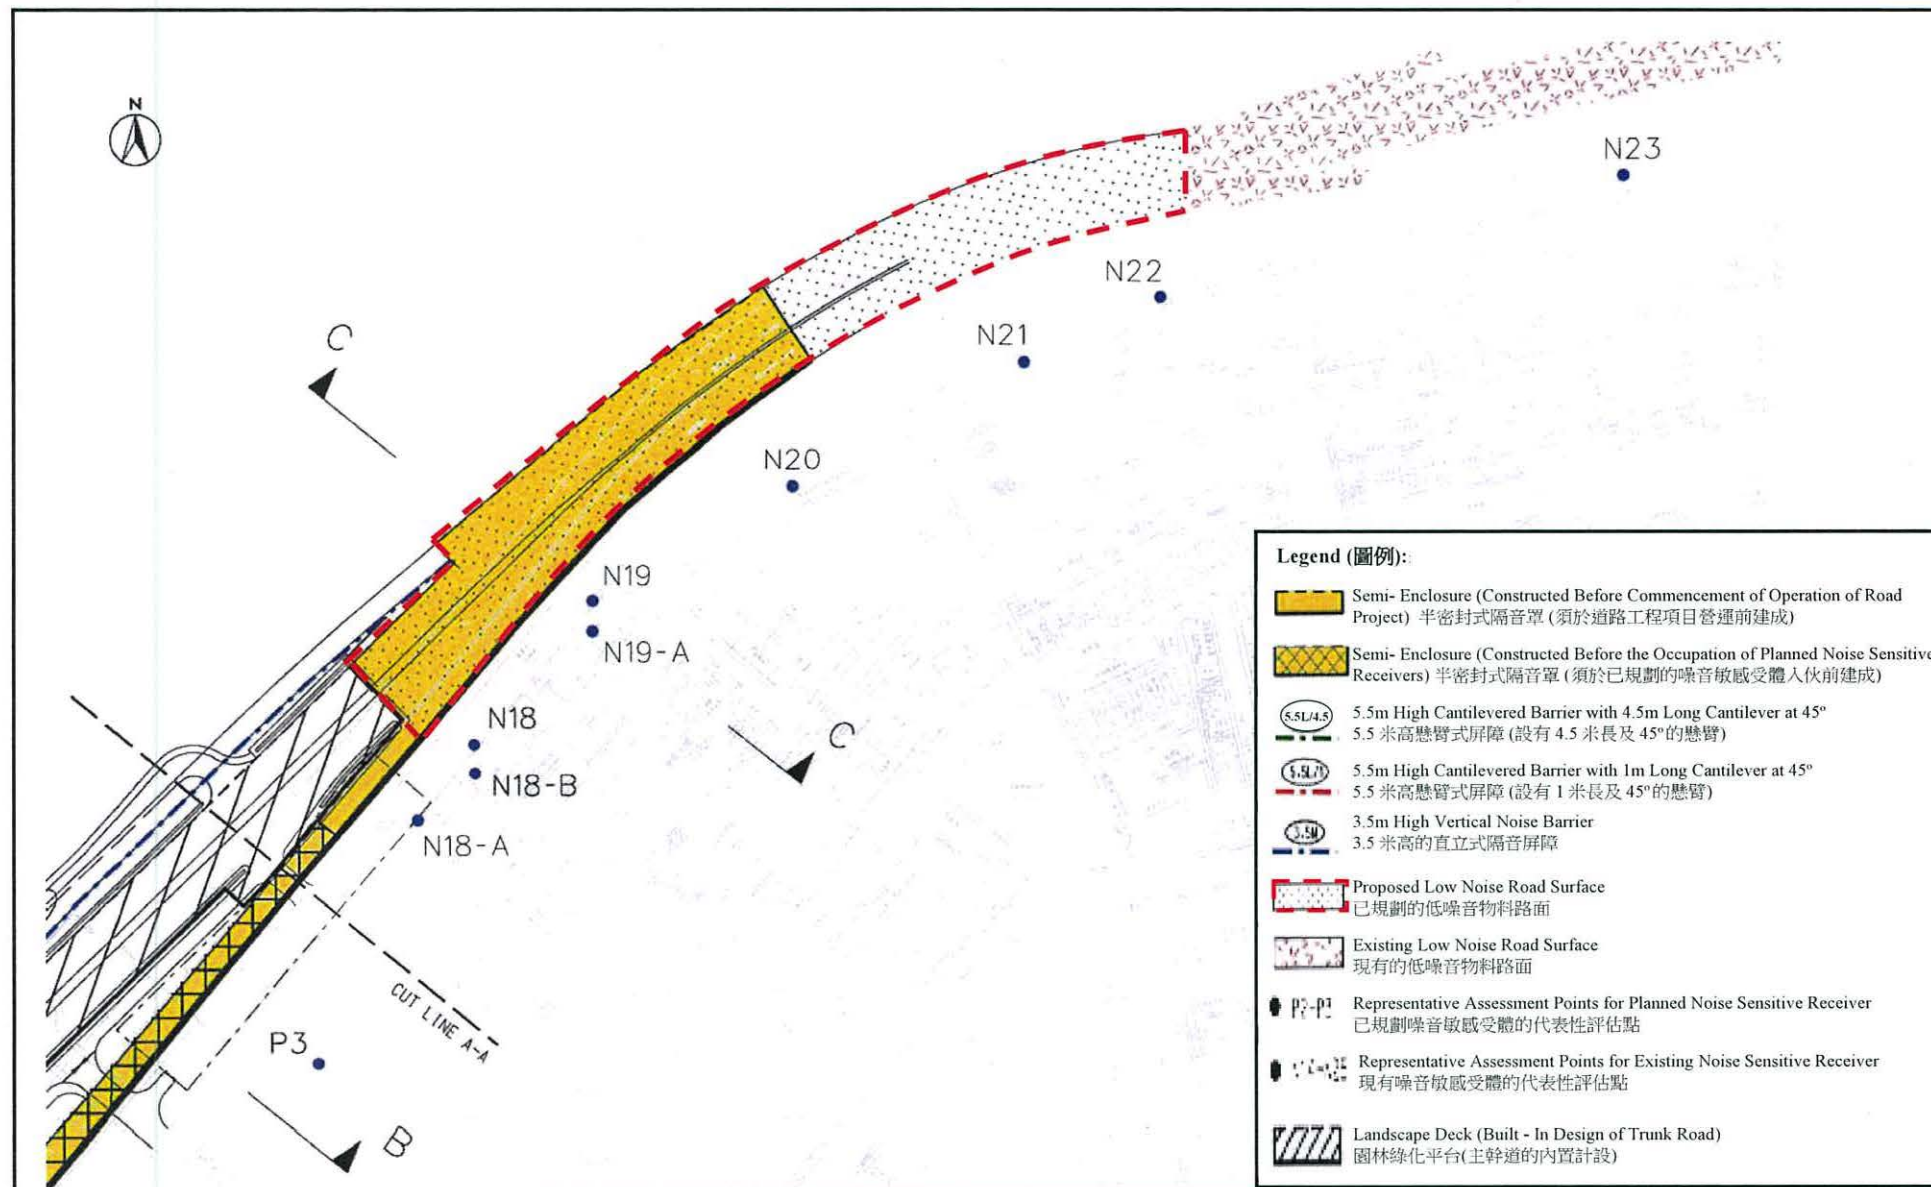 N
N23
N22
N21
C
N20
N19
N19-A
N18
N18-B
C
N18-A
CUT LINE A-A
P3
B
Legend (圖例):
Semi- Enclosure (Constructed Before Commencement of Operation of Road
Project) 半密封式隔音罩 (須於道路工程項目營運前建成)
Semi- Enclosure (Constructed Before the Occupation of Planned Noise Sensitive
Receivers) 半密封式隔音罩 (須於已規劃的噪音敏感受體入伙前建成)
5.5L/4.5
5.5m High Cantilevered Barrier with 4.5m Long Cantilever at 45º
5.5 米高懸臂式屏障 (設有 4.5 米長及 45º的懸臂)
5.5L/1
5.5m High Cantilevered Barrier with 1m Long Cantilever at 45º
5.5 米高懸臂式屏障 (設有 1 米長及 45º的懸臂)
3.5M
3.5m High Vertical Noise Barrier
3.5 米高的直立式隔音屏障
Proposed Low Noise Road Surface
已規劃的低噪音物料路面
Existing Low Noise Road Surface
現有的低噪音物料路面
Representative Assessment Points for Planned Noise Sensitive Receiver
已規劃噪音敏感受體的代表性評估點
Representative Assessment Points for Existing Noise Sensitive Receiver
現有噪音敏感受體的代表性評估點
Landscape Deck (Built - In Design of Trunk Road)
園林綠化平台(主幹道的內置計設)